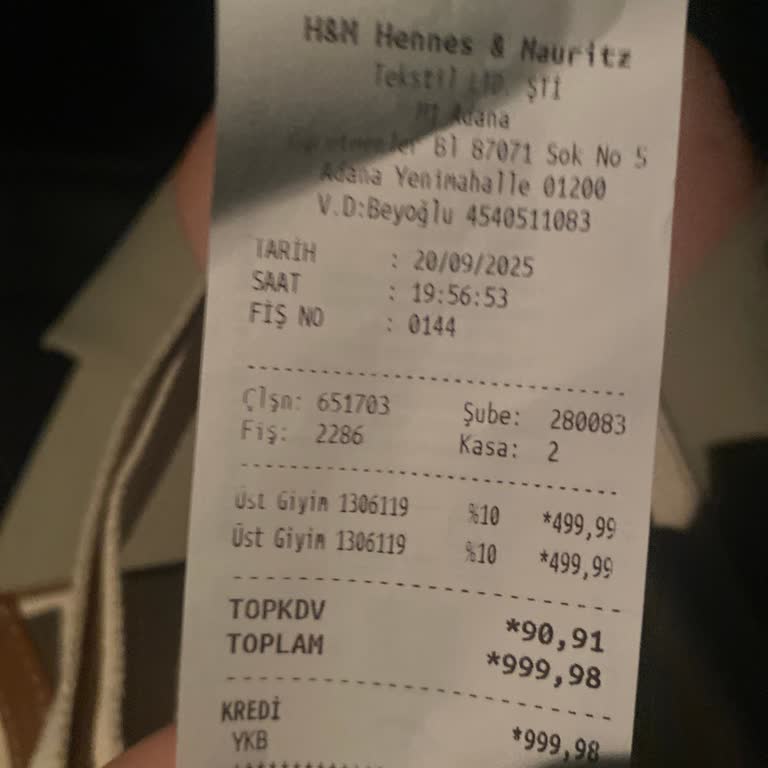 H&M Hennes & Mauritz
Tekstil LTD. ŞTİ
M1 Adana
Bl 87071 Sok No 5
Adana Yenimahalle 01200
V.D:Beyoğlu 4540511083
TARİH : 20/09/2025
SAAT : 19:56:53
FİŞ NO : 0144
Çlşn: 651703 Şube: 280083
Fiş: 2286 Kasa: 2
Üst Giyim 1306119 %10 *499,99
Üst Giyim 1306119 %10 *499,99
TOPKDV *90,91
TOPLAM *999,98
KREDİ
YKB *999,98